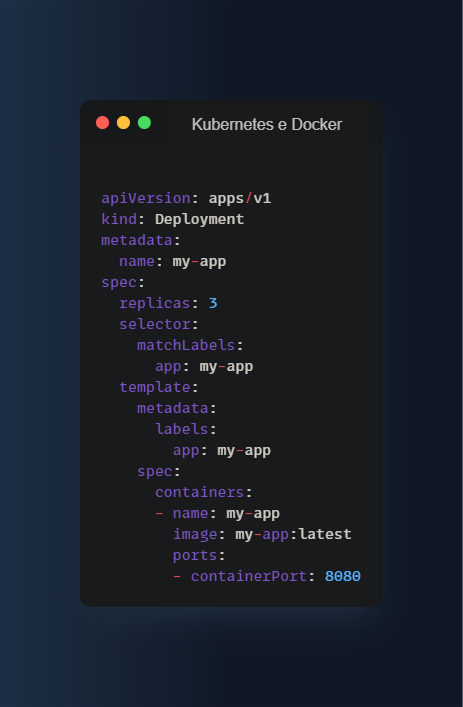 Kubernetes e Docker
apiVersion: apps/v1
kind: Deployment
metadata:
  name: my-app
spec:
  replicas: 3
  selector:
    matchLabels:
      app: my-app
  template:
    metadata:
      labels:
        app: my-app
    spec:
      containers:
      - name: my-app
        image: my-app:latest
        ports:
        - containerPort: 8080